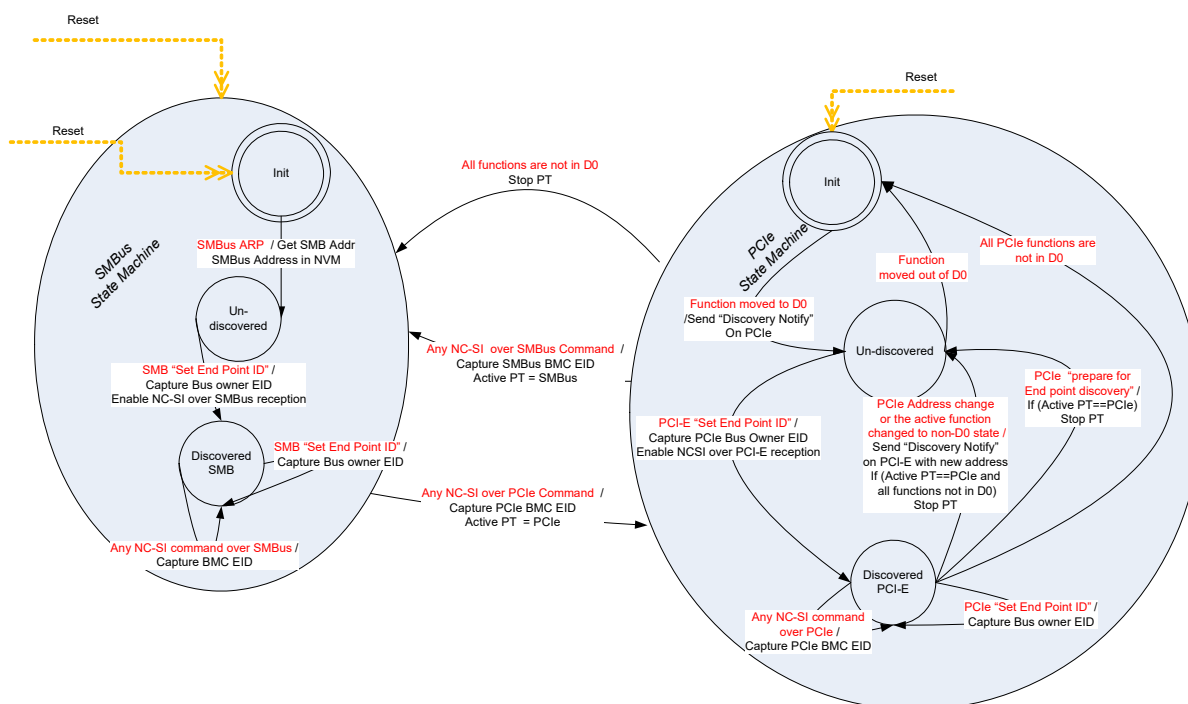 Reset
Reset
Reset
Init
SMBus
State Machine
SMBus ARP / Get SMB Addr
SMBus Address in NVM
Un-
discovered
SMB “Set End Point ID” /
Capture Bus owner EID
Enable NC-SI over SMBus reception
Discovered
SMB
SMB “Set End Point ID” /
Capture Bus owner EID
Any NC-SI command over SMBus /
Capture BMC EID
All functions are not in D0
Stop PT
Any NC-SI over SMBus Command /
Capture SMBus BMC EID
Active PT = SMBus
Any NC-SI over PCIe Command /
Capture PCIe BMC EID
Active PT = PCIe
Init
PCIe
State Machine
Function moved to D0
/Send “Discovery Notify”
On PCIe
Function
moved out of D0
All PCIe functions are
not in D0
Un-discovered
PCI-E “Set End Point ID” /
Capture PCIe Bus Owner EID
Enable NCSI over PCI-E reception
PCIe Address change
or the active function
changed to non-D0 state /
Send “Discovery Notify”
on PCI-E with new address
If (Active PT==PCIe and
all functions not in D0)
Stop PT
PCIe “prepare for
End point discovery” /
If (Active PT==PCIe)
Stop PT
Discovered
PCI-E
Any NC-SI command
over PCIe /
Capture PCIe BMC EID
PCIe “Set End Point ID” /
Capture Bus owner EID